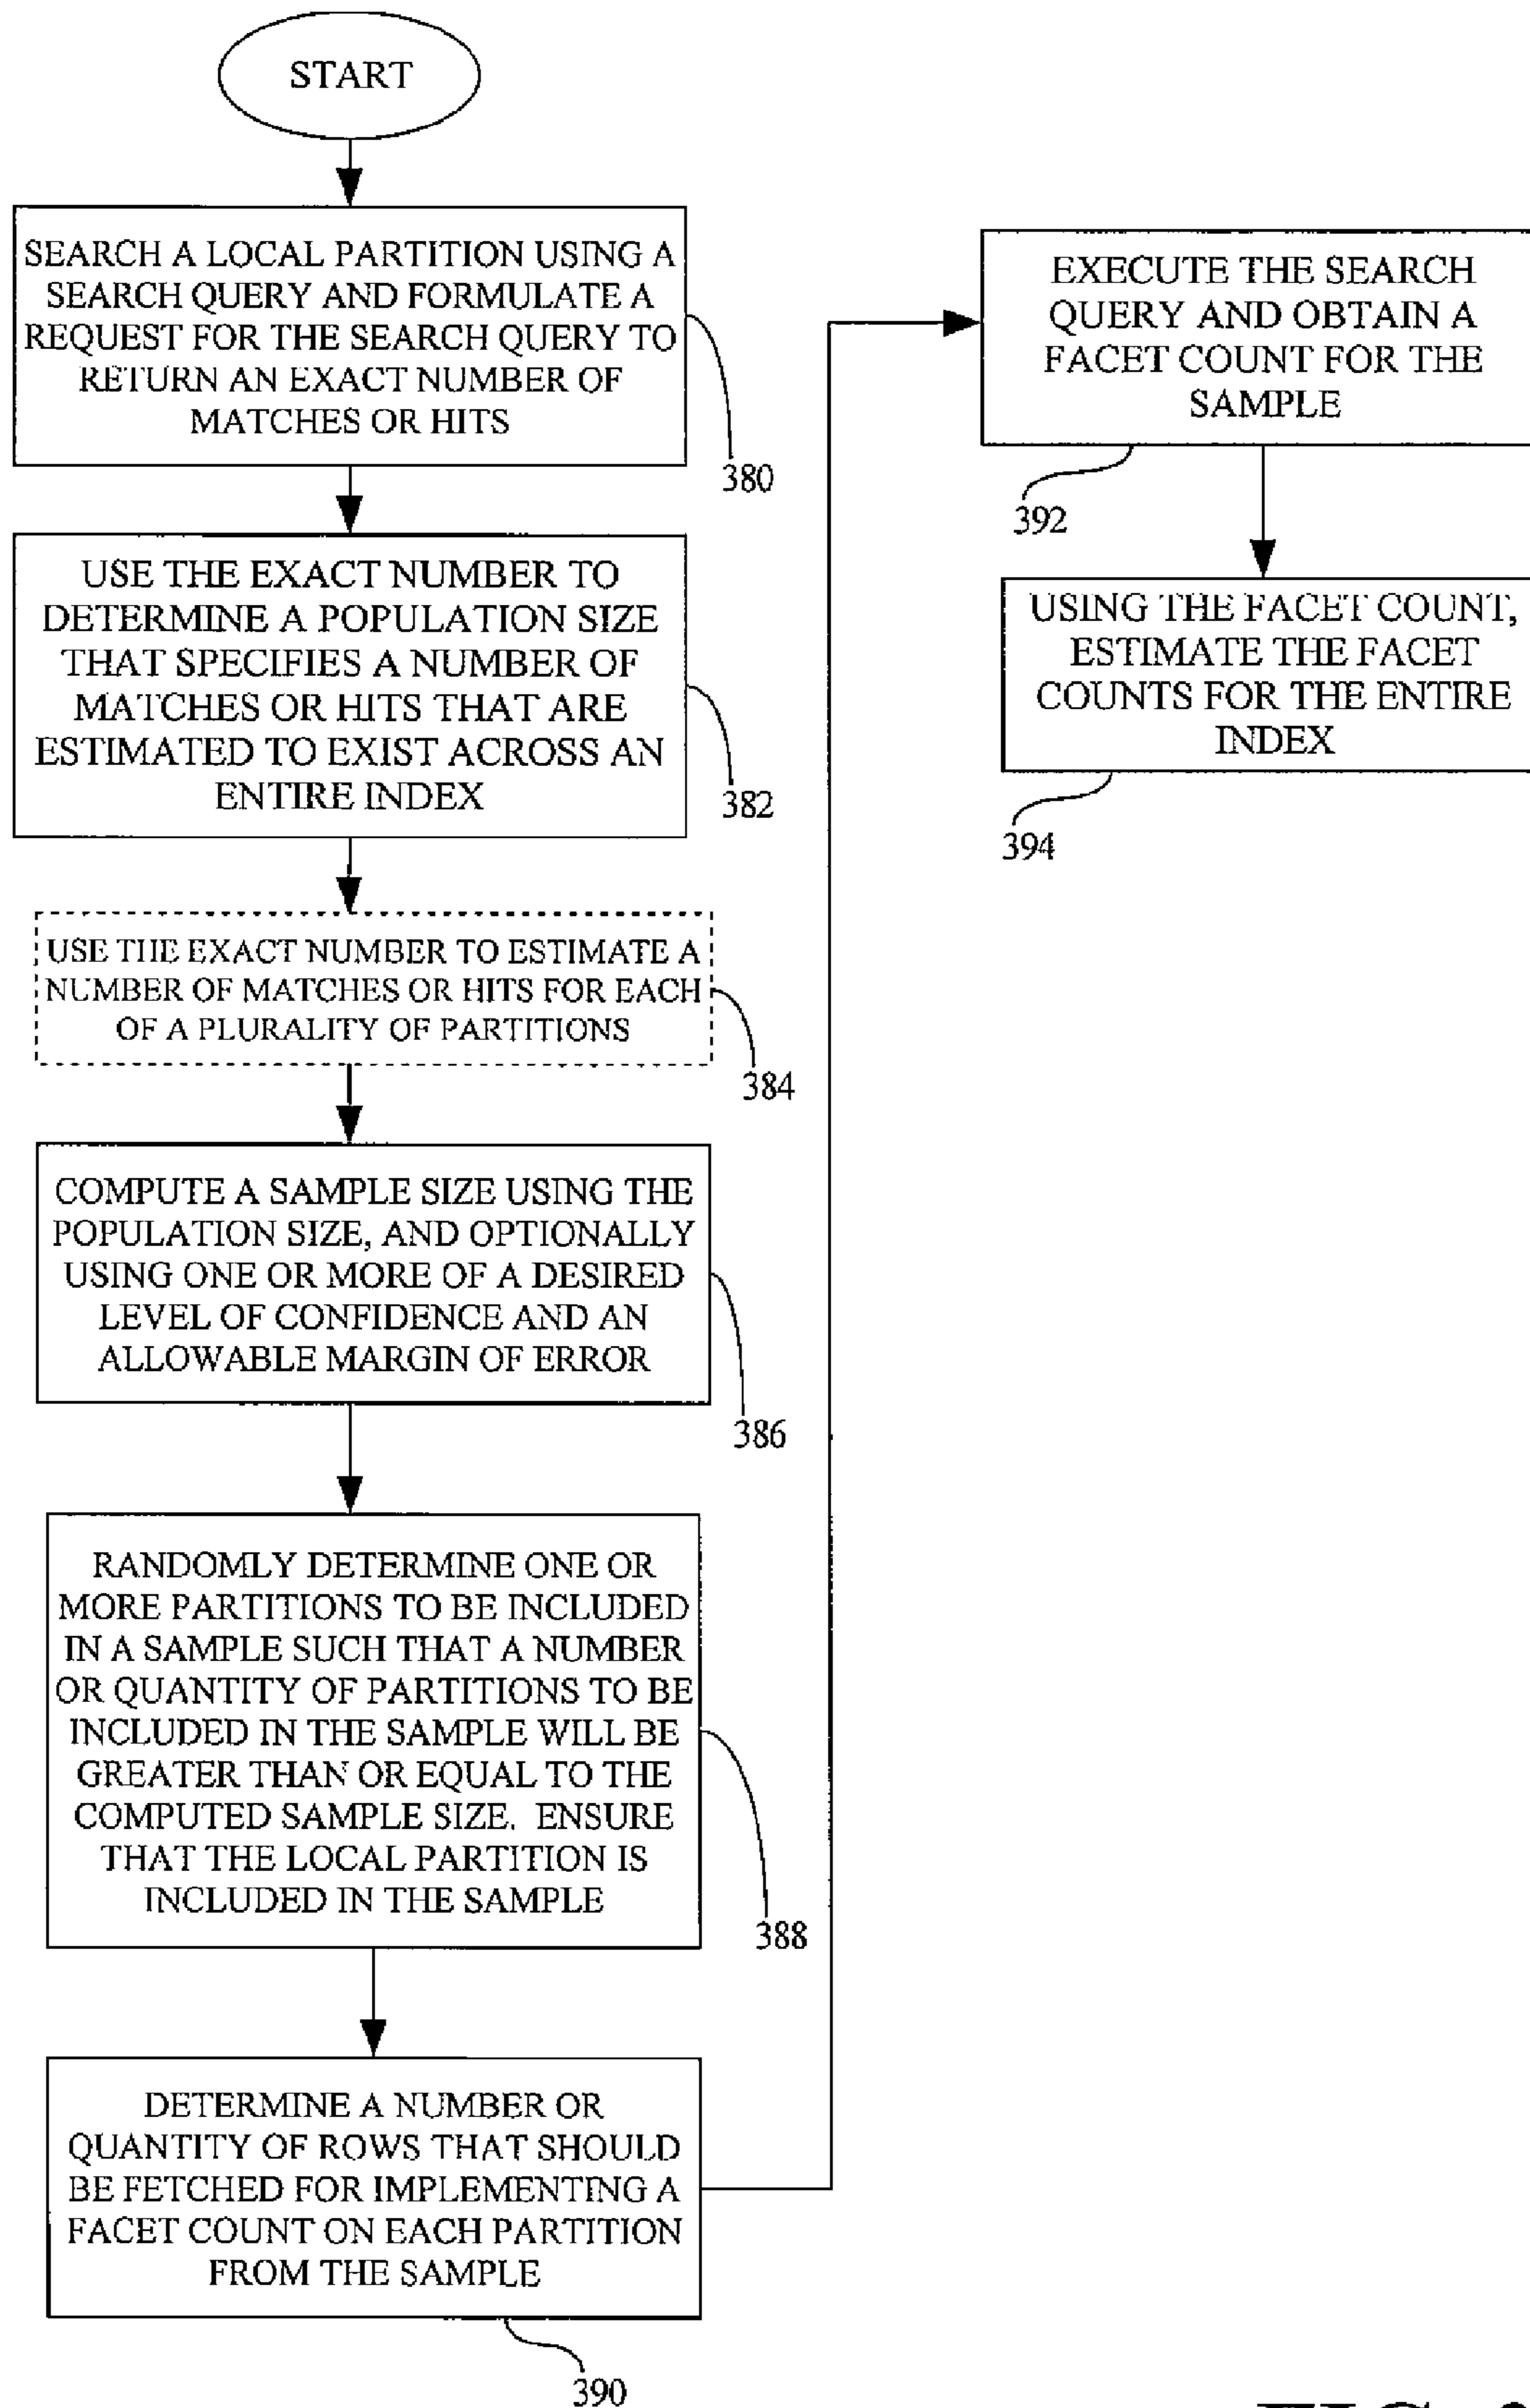 START
SEARCH A LOCAL PARTITION USING A
SEARCH QUERY AND FORMULATE A
REQUEST FOR THE SEARCH QUERY TO
RETURN AN EXACT NUMBER OF
MATCHES OR HITS
380
USE THE EXACT NUMBER TO
DETERMINE A POPULATION SIZE
THAT SPECIFIES A NUMBER OF
MATCHES OR HITS THAT ARE
ESTIMATED TO EXIST ACROSS AN
ENTIRE INDEX
382
USE THE EXACT NUMBER TO ESTIMATE A
NUMBER OF MATCHES OR HITS FOR EACH
OF A PLURALITY OF PARTITIONS
384
COMPUTE A SAMPLE SIZE USING THE
POPULATION SIZE, AND OPTIONALLY
USING ONE OR MORE OF A DESIRED
LEVEL OF CONFIDENCE AND AN
ALLOWABLE MARGIN OF ERROR
386
RANDOMLY DETERMINE ONE OR
MORE PARTITIONS TO BE INCLUDED
IN A SAMPLE SUCH THAT A NUMBER
OR QUANTITY OF PARTITIONS TO BE
INCLUDED IN THE SAMPLE WILL BE
GREATER THAN OR EQUAL TO THE
COMPUTED SAMPLE SIZE. ENSURE
THAT THE LOCAL PARTITION IS
INCLUDED IN THE SAMPLE
388
DETERMINE A NUMBER OR
QUANTITY OF ROWS THAT SHOULD
BE FETCHED FOR IMPLEMENTING A
FACET COUNT ON EACH PARTITION
FROM THE SAMPLE
390
EXECUTE THE SEARCH
QUERY AND OBTAIN A
FACET COUNT FOR THE
SAMPLE
392
USING THE FACET COUNT,
ESTIMATE THE FACET
COUNTS FOR THE ENTIRE
INDEX
394